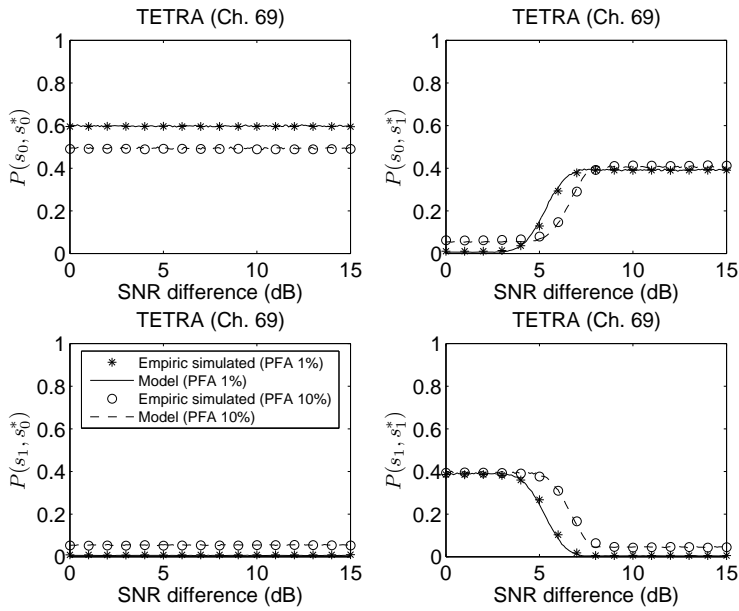 TETRA (Ch. 69)
1
0.8
0.6
0.4
0.2
0
0 5 10 15
P(s₀, s₀*)
SNR difference (dB)
TETRA (Ch. 69)
1
0.8
0.6
0.4
0.2
0
0 5 10 15
P(s₀, s₁*)
SNR difference (dB)
TETRA (Ch. 69)
1
0.8
0.6
0.4
0.2
0
0 5 10 15
P(s₁, s₀*)
SNR difference (dB)
Empiric simulated (PFA 1%)
Model (PFA 1%)
Empiric simulated (PFA 10%)
Model (PFA 10%)
TETRA (Ch. 69)
1
0.8
0.6
0.4
0.2
0
0 5 10 15
P(s₁, s₁*)
SNR difference (dB)